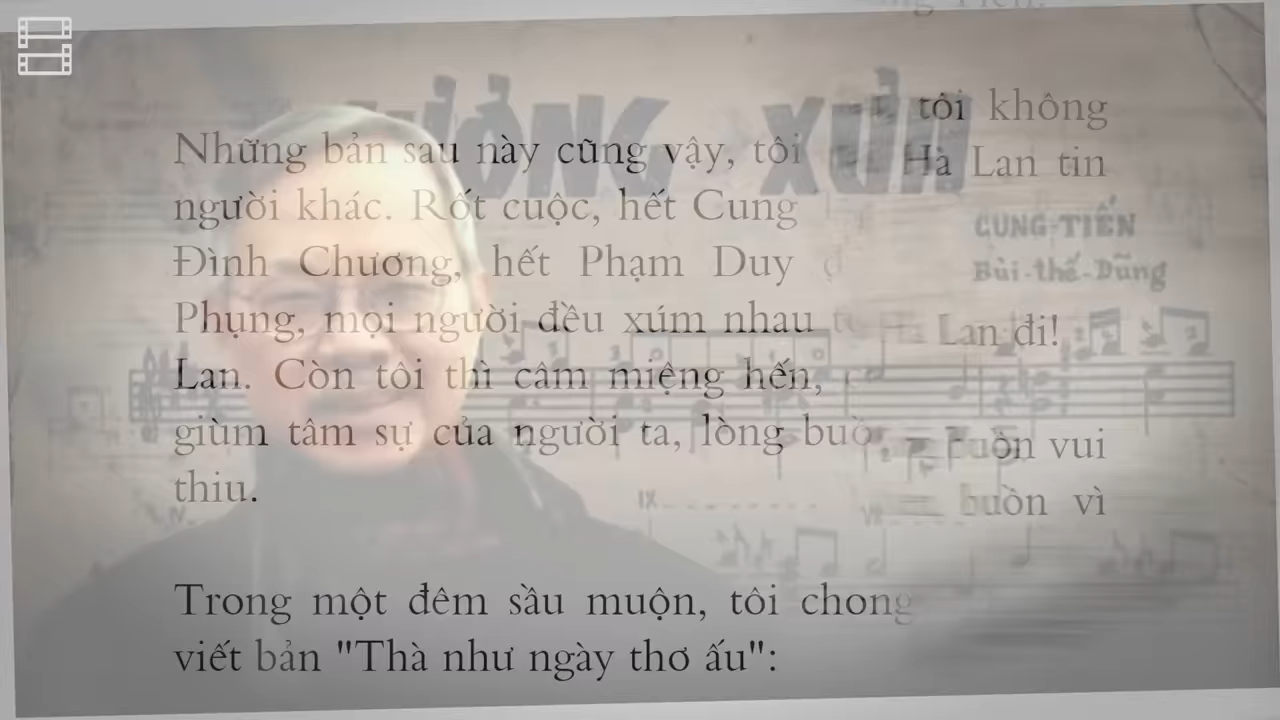 HƯỞNG XƯA
CUNG-TIẾN
Bùi-thế-Dũng
tôi không
Những bản sau này cũng vậy, tôi
Hà Lan tin
người khác. Rốt cuộc, hết Cung
Đình Chương, hết Phạm Duy
Phụng, mọi người đều xúm nhau
Lan đi!
Lan. Còn tôi thì câm miệng hến,
giùm tâm sự của người ta, lòng
buồn vui
thiu.
buồn vì
IX
Trong một đêm sầu muộn, tôi chong
viết bản "Thà như ngày thơ ấu":